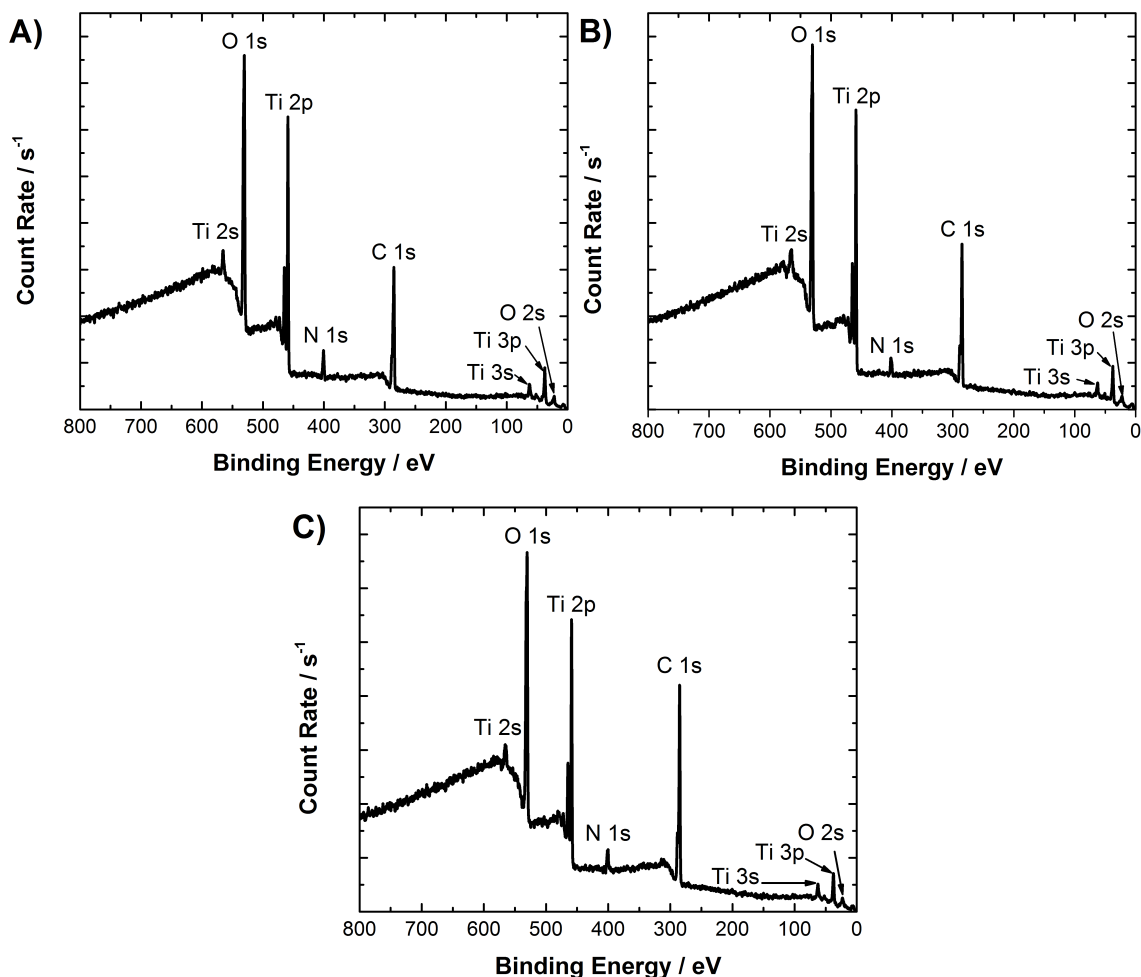 A)
O 1s
Ti 2p
Ti 2s
C 1s
N 1s
O 2s
Ti 3p
Ti 3s
Count Rate / s⁻¹
800 700 600 500 400 300 200 100 0
Binding Energy / eV
B)
O 1s
Ti 2p
Ti 2s
C 1s
N 1s
O 2s
Ti 3p
Ti 3s
Count Rate / s⁻¹
800 700 600 500 400 300 200 100 0
Binding Energy / eV
C)
O 1s
Ti 2p
C 1s
Ti 2s
N 1s
O 2s
Ti 3p
Ti 3s
Count Rate / s⁻¹
800 700 600 500 400 300 200 100 0
Binding Energy / eV